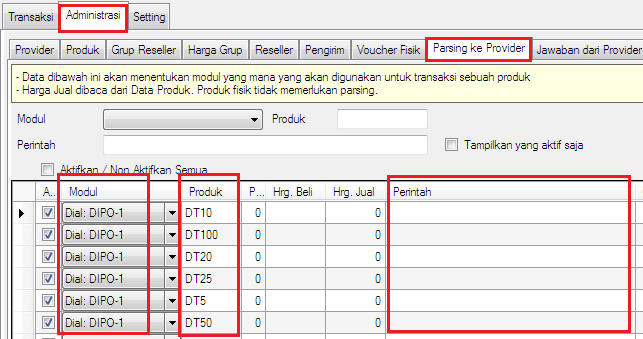 Transaksi Administrasi Setting
Provider Produk Grup Reseller Harga Grup Reseller Pengirim Voucher Fisik Parsing ke Provider Jawaban dari Provider
- Data dibawah ini akan menentukan modul yang mana yang akan digunakan untuk transaksi sebuah produk
- Harga Jual dibaca dari Data Produk. Produk fisik tidak memerlukan parsing.
Modul Produk
Perintah Tampilkan yang aktif saja
Aktifkan / Non Aktifkan Semua
A.. Modul Produk P... Hrg. Beli Hrg. Jual Perintah
Dial: DIPO-1 DT10 0 0
Dial: DIPO-1 DT100 0 0
Dial: DIPO-1 DT20 0 0
Dial: DIPO-1 DT25 0 0
Dial: DIPO-1 DT5 0 0
Dial: DIPO-1 DT50 0 0